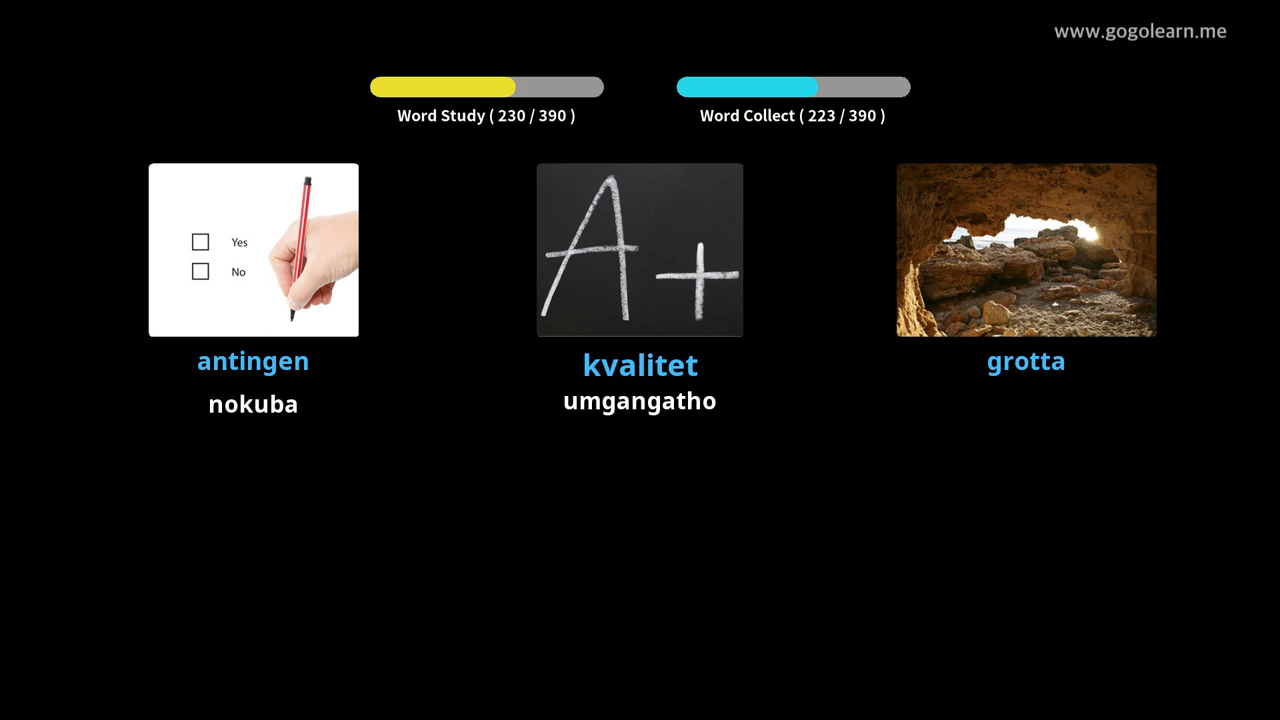 www.gogolearn.me
Word Study ( 230 / 390 )
Word Collect ( 223 / 390 )
Yes
No
A+
antingen
kvalitet
grotta
nokuba
umgangatho